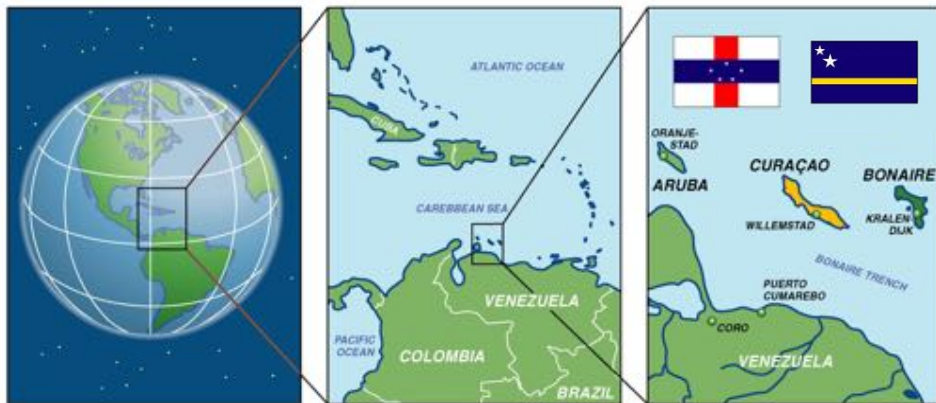 ATLANTIC OCEAN
CUBA
CAREBBEAN SEA
VENEZUELA
PACIFIC
OCEAN
COLOMBIA
BRAZIL
ORANJE-
STAD
ARUBA
CURAÇAO
WILLEMSTAD
BONAIRE
KRALEN
DIJK
BONAIRE TRENCH
PUERTO
CUMAREBO
CORO
VENEZUELA